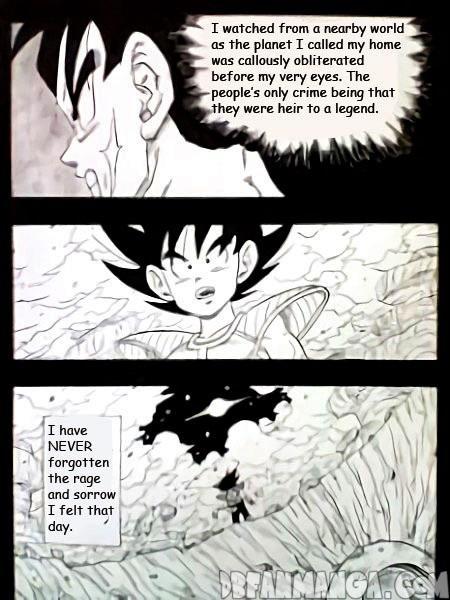 I watched from a nearby world
as the planet I called my home
was callously obliterated
before my very eyes. The
people's only crime being that
they were heir to a legend.
I have
NEVER
forgotten
the rage
and sorrow
I felt that
day.
DBFANMANGA.COM